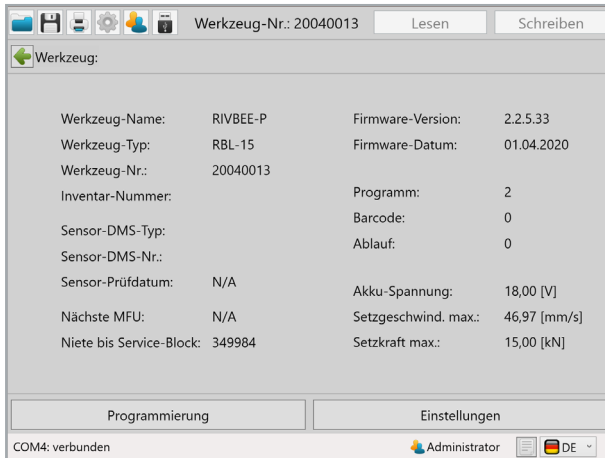 Werkzeug-Nr.: 20040013 Lesen Schreiben
Werkzeug:
Werkzeug-Name: RIVBEE-P Firmware-Version: 2.2.5.33
Werkzeug-Typ: RBL-15 Firmware-Datum: 01.04.2020
Werkzeug-Nr.: 20040013
Inventar-Nummer: Programm: 2
Barcode: 0
Sensor-DMS-Typ: Ablauf: 0
Sensor-DMS-Nr.:
Sensor-Prüfdatum: N/A Akku-Spannung: 18,00 [V]
Nächste MFU: N/A Setzgeschwind. max.: 46,97 [mm/s]
Niete bis Service-Block: 349984 Setzkraft max.: 15,00 [kN]
Programmierung Einstellungen
COM4: verbunden Administrator DE